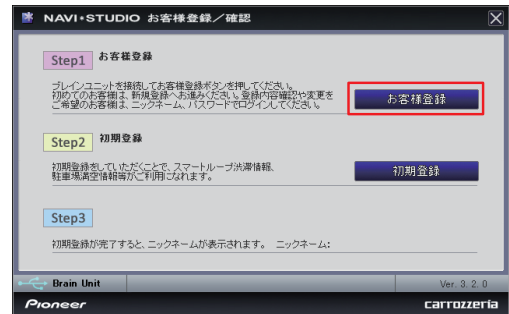 NAVI*STUDIO お客様登録／確認
Step1 お客様登録
ブレインユニットを接続してお客様登録ボタンを押してください。
初めてのお客様は、新規登録へお進みください。登録内容確認や変更を
ご希望のお客様は、ニックネーム、パスワードでログインしてください。
お客様登録
Step2 初期登録
初期登録をしていただくことで、スマートループ渋滞情報、
駐車場満空情報等がご利用になれます。
初期登録
Step3
初期登録が完了すると、ニックネームが表示されます。 ニックネーム:
Brain Unit
Ver. 3. 2. 0
Pioneer
carrozzeria